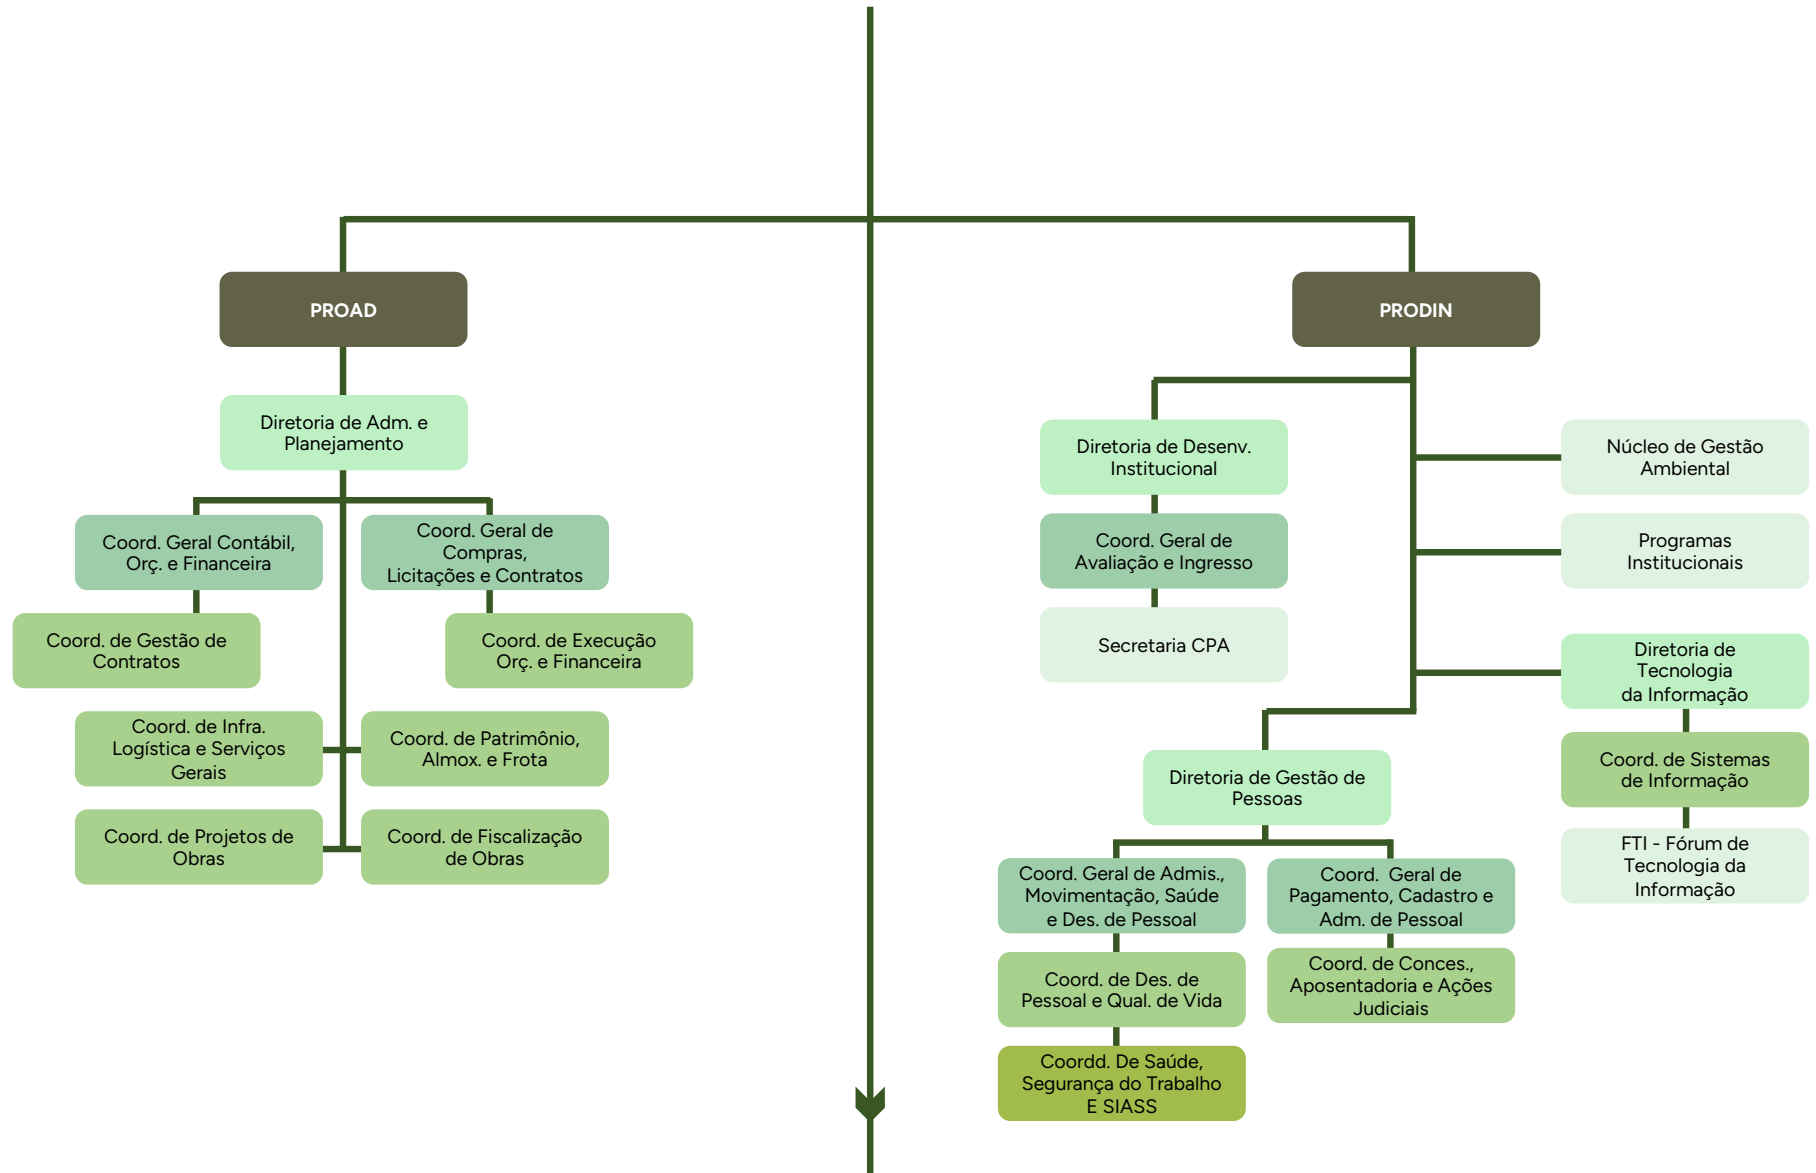 PROAD
Diretoria de Adm. e
Planejamento
Coord. Geral Contábil,
Orç. e Financeira
Coord. Geral de
Compras,
Licitações e Contratos
Coord. de Gestão de
Contratos
Coord. de Execução
Orç. e Financeira
Coord. de Infra.
Logística e Serviços
Gerais
Coord. de Patrimônio,
Almox. e Frota
Coord. de Projetos de
Obras
Coord. de Fiscalização
de Obras
PRODIN
Diretoria de Desenv.
Institucional
Coord. Geral de
Avaliação e Ingresso
Secretaria CPA
Núcleo de Gestão
Ambiental
Programas
Institucionais
Diretoria de
Tecnologia
da Informação
Coord. de Sistemas
de Informação
FTI - Fórum de
Tecnologia da
Informação
Diretoria de Gestão de
Pessoas
Coord. Geral de Admis.,
Movimentação, Saúde
e Des. de Pessoal
Coord. Geral de
Pagamento, Cadastro e
Adm. de Pessoal
Coord. de Des. de
Pessoal e Qual. de Vida
Coord. de Conces.,
Aposentadoria e Ações
Judiciais
Coordd. De Saúde,
Segurança do Trabalho
E SIASS